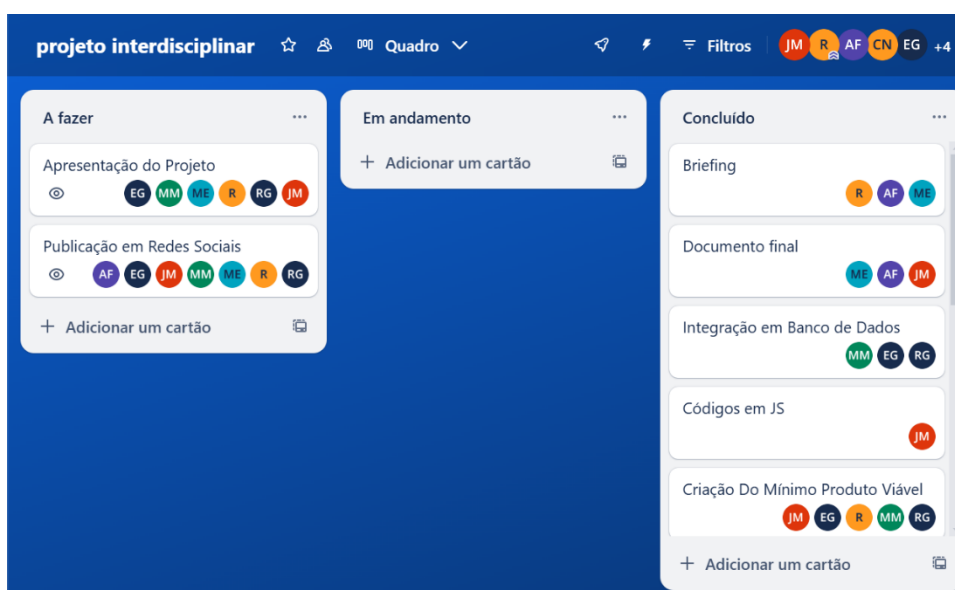 projeto interdisciplinar Quadro Filtros JM R AF CN EG +4
A fazer
Apresentação do Projeto
EG MM ME R RG JM
Publicação em Redes Sociais
AF EG JM MM ME R RG
+ Adicionar um cartão
Em andamento
+ Adicionar um cartão
Concluído
Briefing
R AF ME
Documento final
ME AF JM
Integração em Banco de Dados
MM EG RG
Códigos em JS
JM
Criação Do Mínimo Produto Viável
JM EG R MM RG
+ Adicionar um cartão